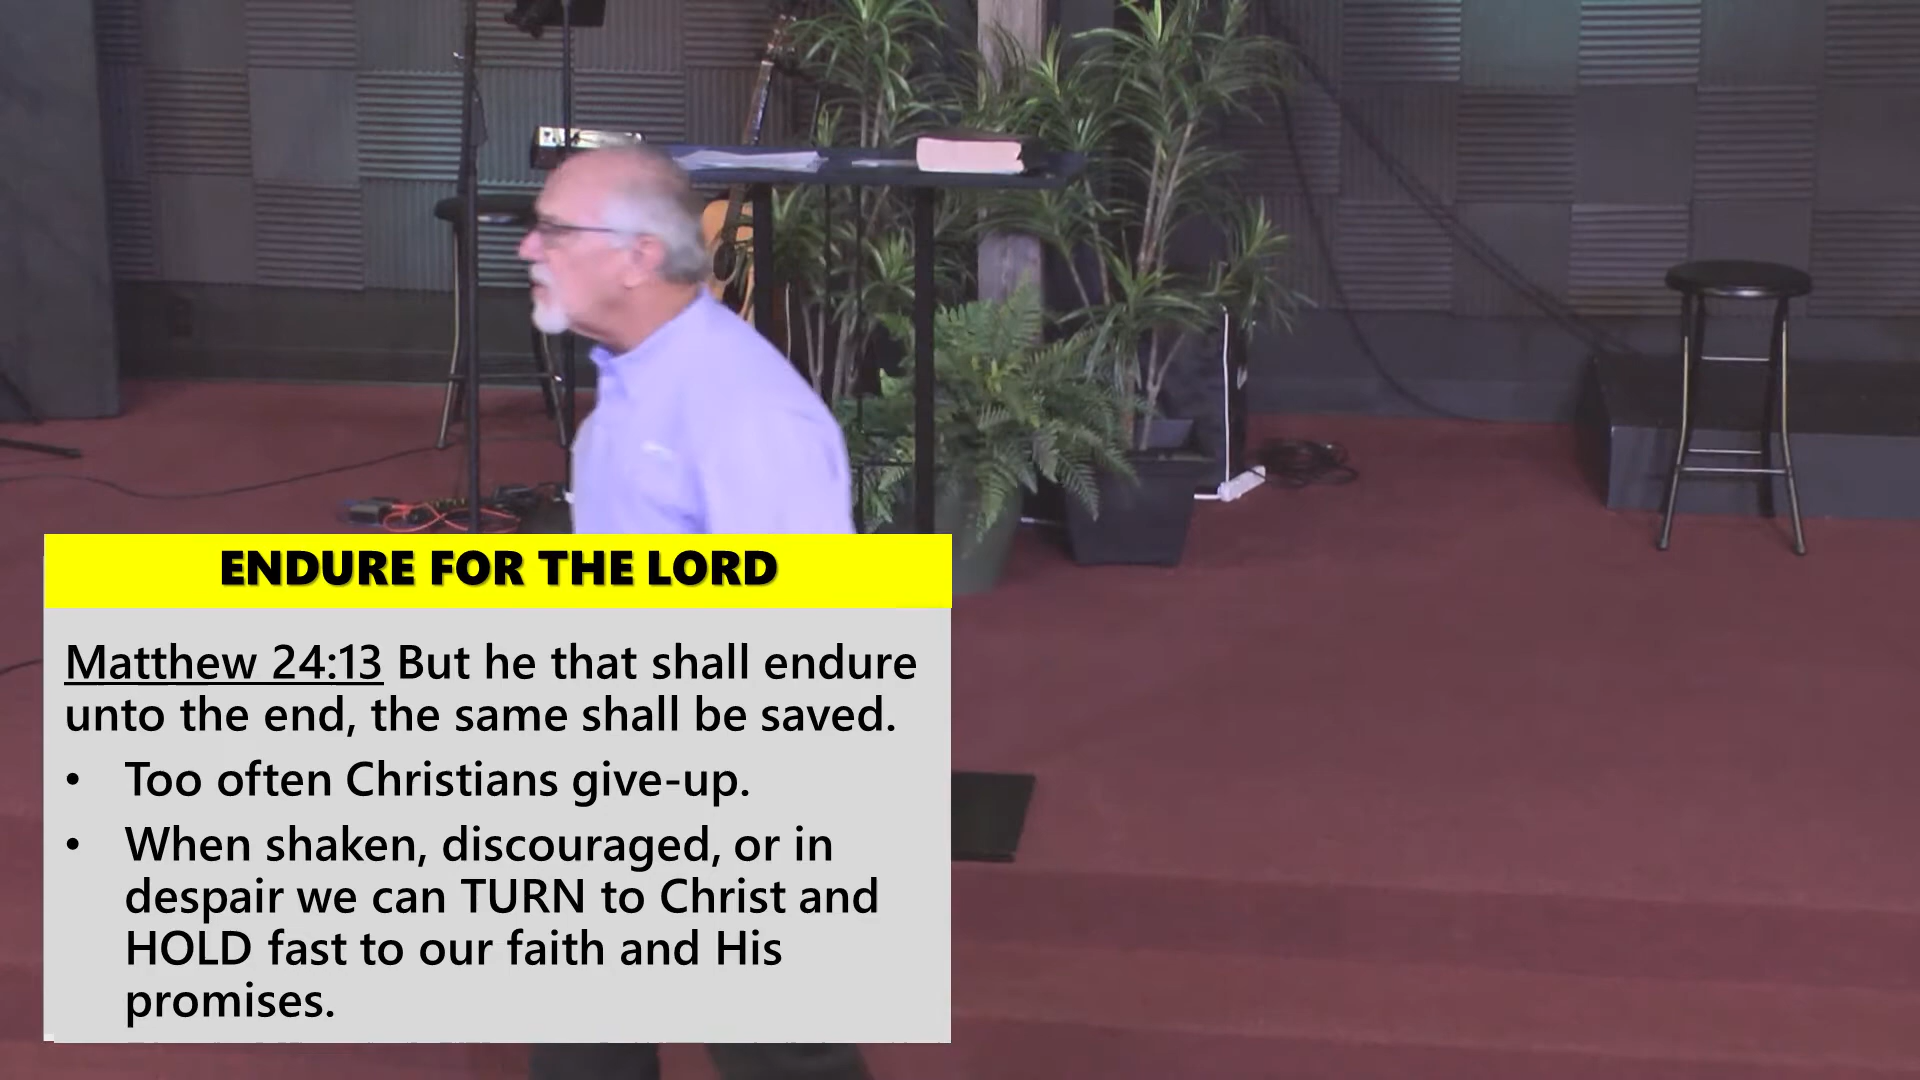 ENDURE FOR THE LORD
Matthew 24:13 But he that shall endure
unto the end, the same shall be saved.
• Too often Christians give-up.
• When shaken, discouraged, or in
despair we can TURN to Christ and
HOLD fast to our faith and His
promises.